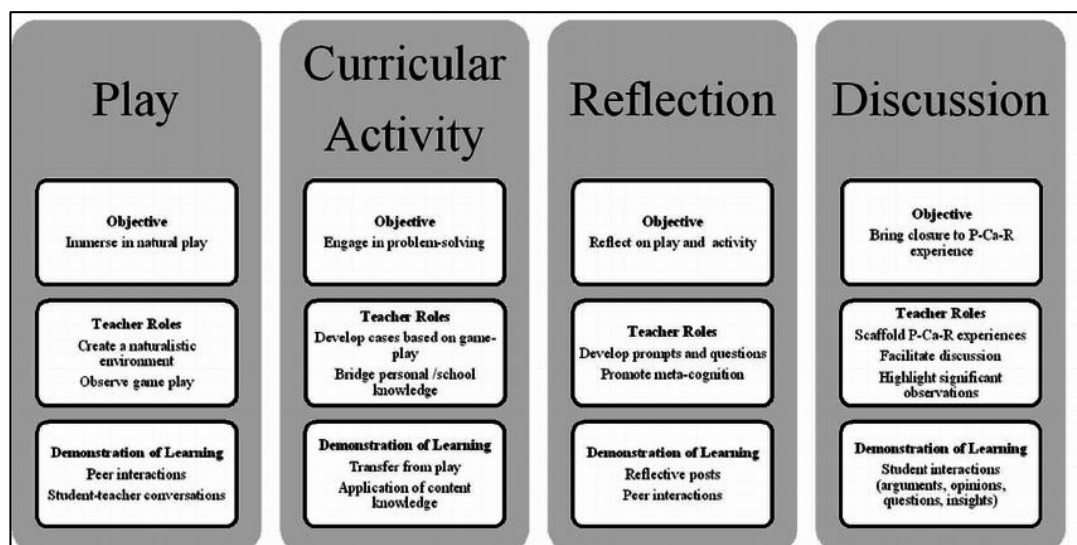 Play
Objective
Immerse in natural play
Teacher Roles
Create a naturalistic
environment
Observe game play
Demonstration of Learning
Peer interactions
Student-teacher conversations
Curricular
Activity
Objective
Engage in problem-solving
Teacher Roles
Develop cases based on game-
play
Bridge personal /school
knowledge
Demonstration of Learning
Transfer from play
Application of content
knowledge
Reflection
Objective
Reflect on play and activity
Teacher Roles
Develop prompts and questions
Promote meta-cognition
Demonstration of Learning
Reflective posts
Peer interactions
Discussion
Objective
Bring closure to P-Ca-R
experience
Teacher Roles
Scaffold P-Ca-R experiences
Facilitate discussion
Highlight significant
observations
Demonstration of Learning
Student interactions
(arguments, opinions,
questions, insights)